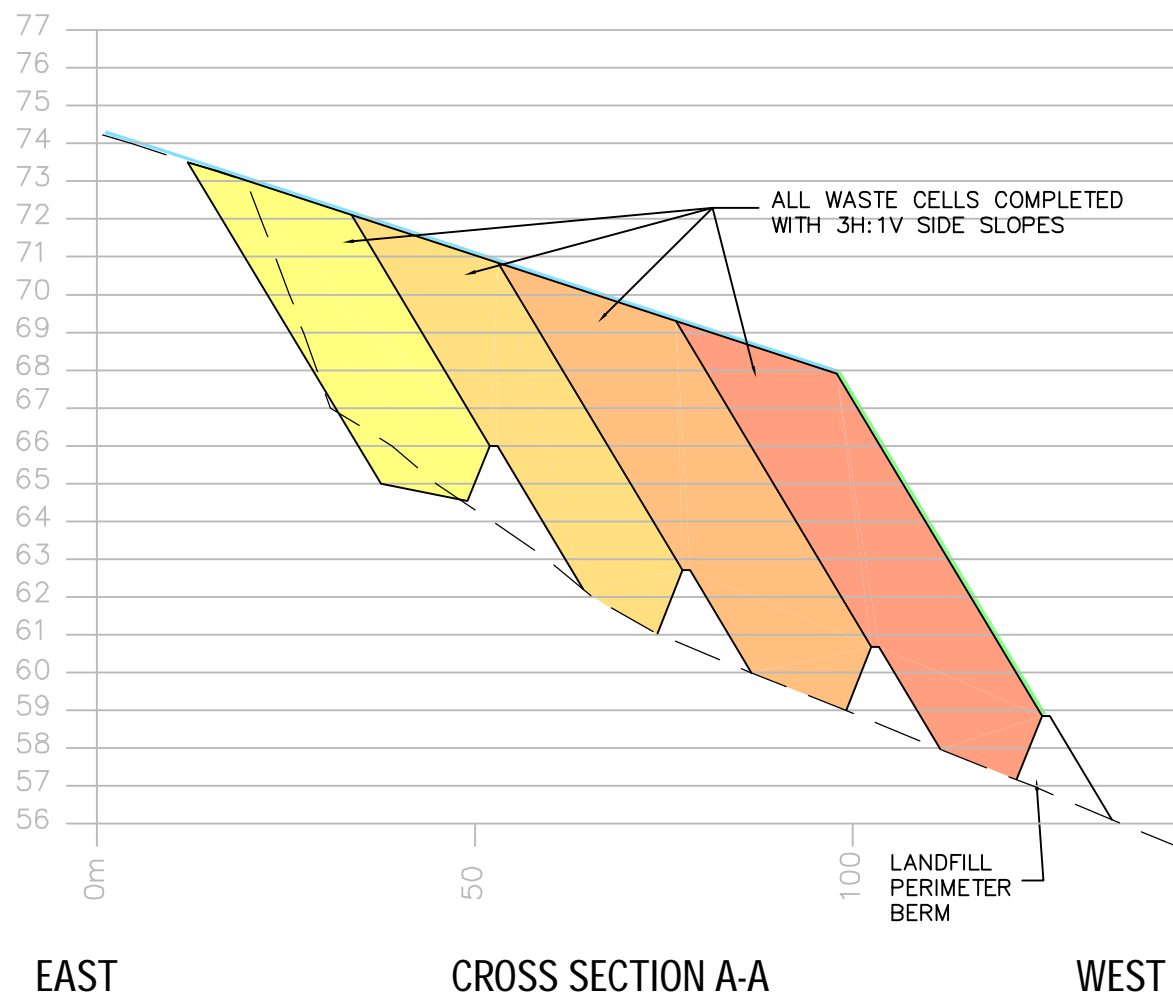 77
76
75
74
73
72
71
70
69
68
67
66
65
64
63
62
61
60
59
58
57
56
ALL WASTE CELLS COMPLETED
WITH 3H:1V SIDE SLOPES
0m
50
100
LANDFILL
PERIMETER
BERM
EAST
CROSS SECTION A-A
WEST